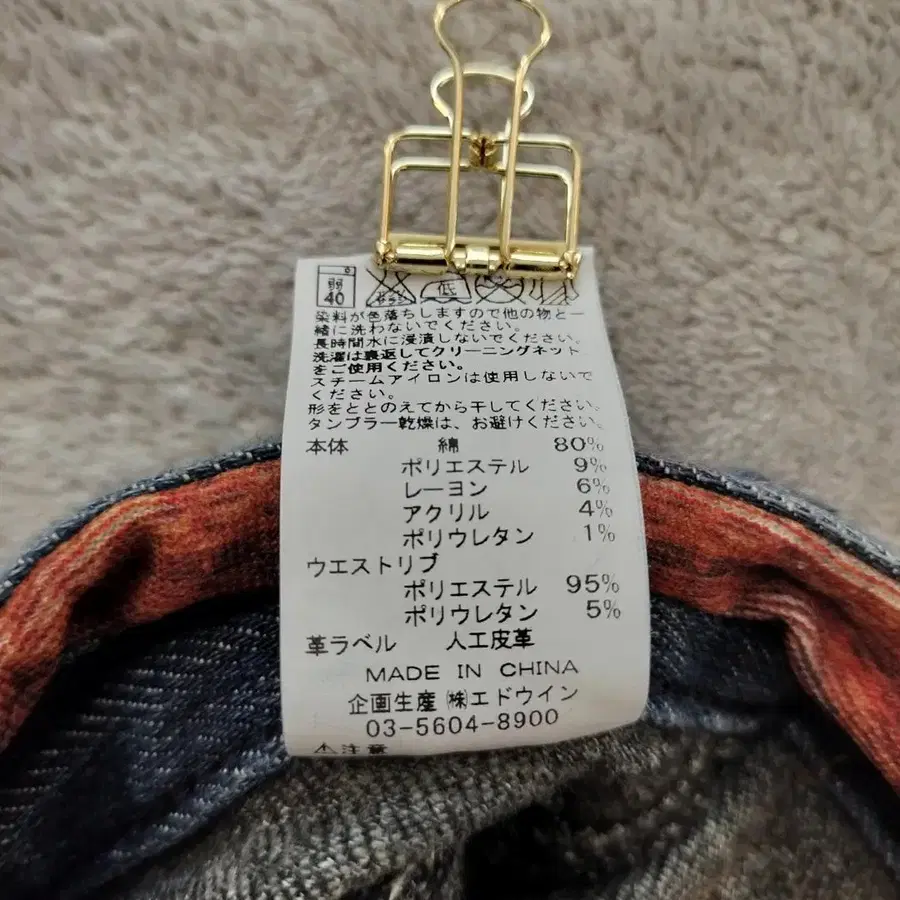 弱
40
低
染料が色落ちしますので他の物と一
緒に洗わないでください。
長時間水に浸漬しないでください。
洗濯は裏返してクリーニングネット
をご使用ください。
スチームアイロンは使用しないで
ください。
形をととのえてから干してください。
タンブラー乾燥は、お避けください。
本体 綿 80%
ポリエステル 9%
レーヨン 6%
アクリル 4%
ポリウレタン 1%
ウエストリブ
ポリエステル 95%
ポリウレタン 5%
革ラベル 人工皮革
MADE IN CHINA
企画生産 ㈱エドウイン
03-5604-8900
⚠注意